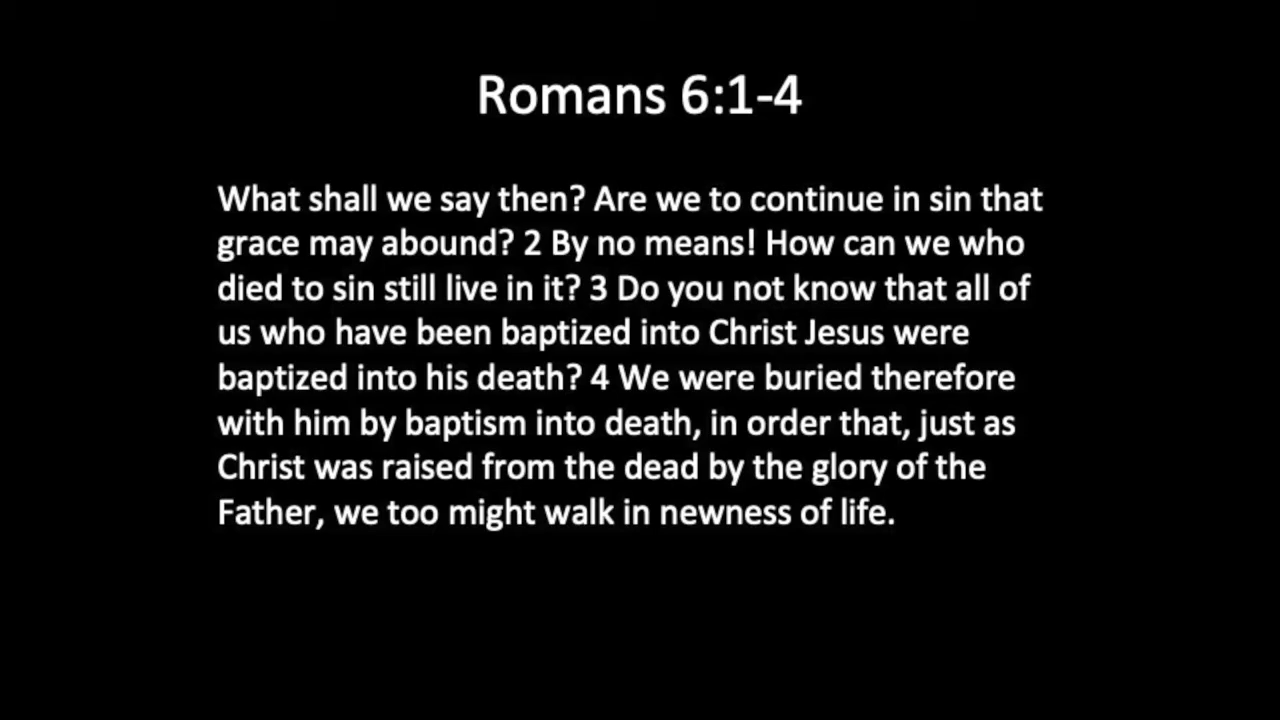 Romans 6:1-4
What shall we say then? Are we to continue in sin that
grace may abound? 2 By no means! How can we who
died to sin still live in it? 3 Do you not know that all of
us who have been baptized into Christ Jesus were
baptized into his death? 4 We were buried therefore
with him by baptism into death, in order that, just as
Christ was raised from the dead by the glory of the
Father, we too might walk in newness of life.